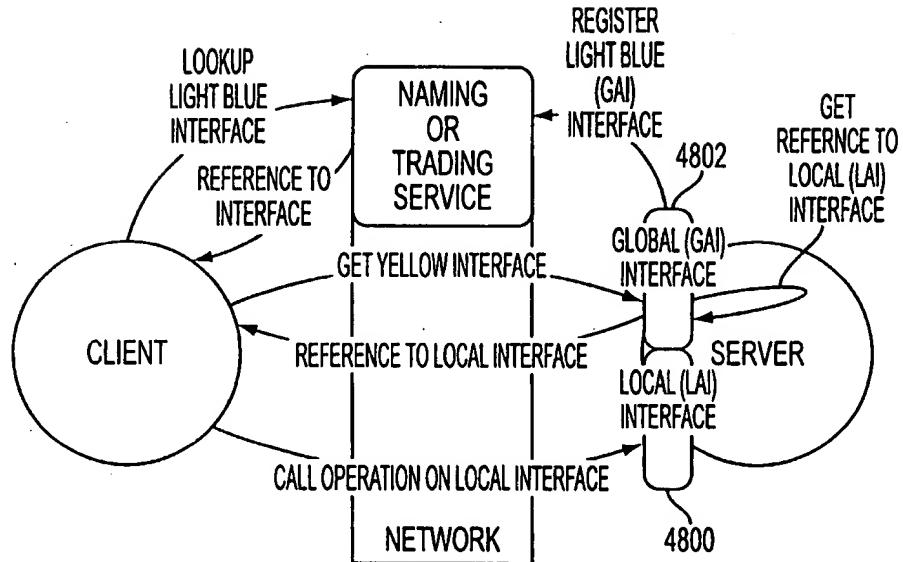 LOOKUP
LIGHT BLUE
INTERFACE
NAMING
OR
TRADING
SERVICE
REGISTER
LIGHT BLUE
(GAI)
INTERFACE
GET
REFERNCE TO
LOCAL (LAI)
INTERFACE
4802
REFERENCE TO
INTERFACE
GLOBAL (GAI)
INTERFACE
GET YELLOW INTERFACE
CLIENT
REFERENCE TO LOCAL INTERFACE
SERVER
LOCAL (LAI)
INTERFACE
CALL OPERATION ON LOCAL INTERFACE
NETWORK
4800